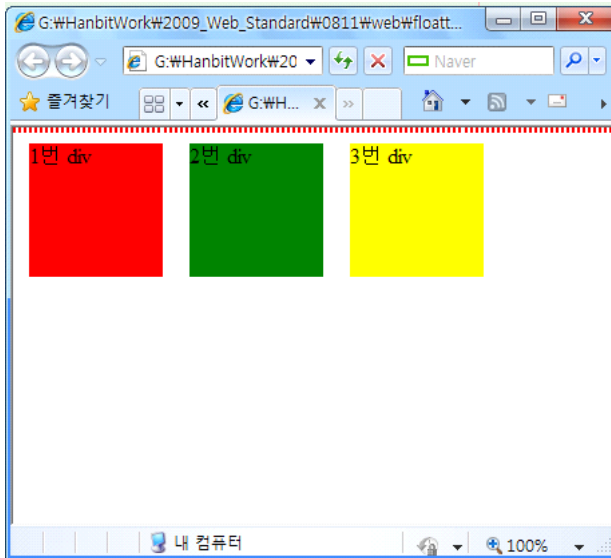 G:₩HanbitWork₩2009_Web_Standard₩0811₩web₩floatt...
G:₩HanbitWork₩20
Naver
즐겨찾기
G:₩H...
1번 div
2번 div
3번 div
내 컴퓨터
100%